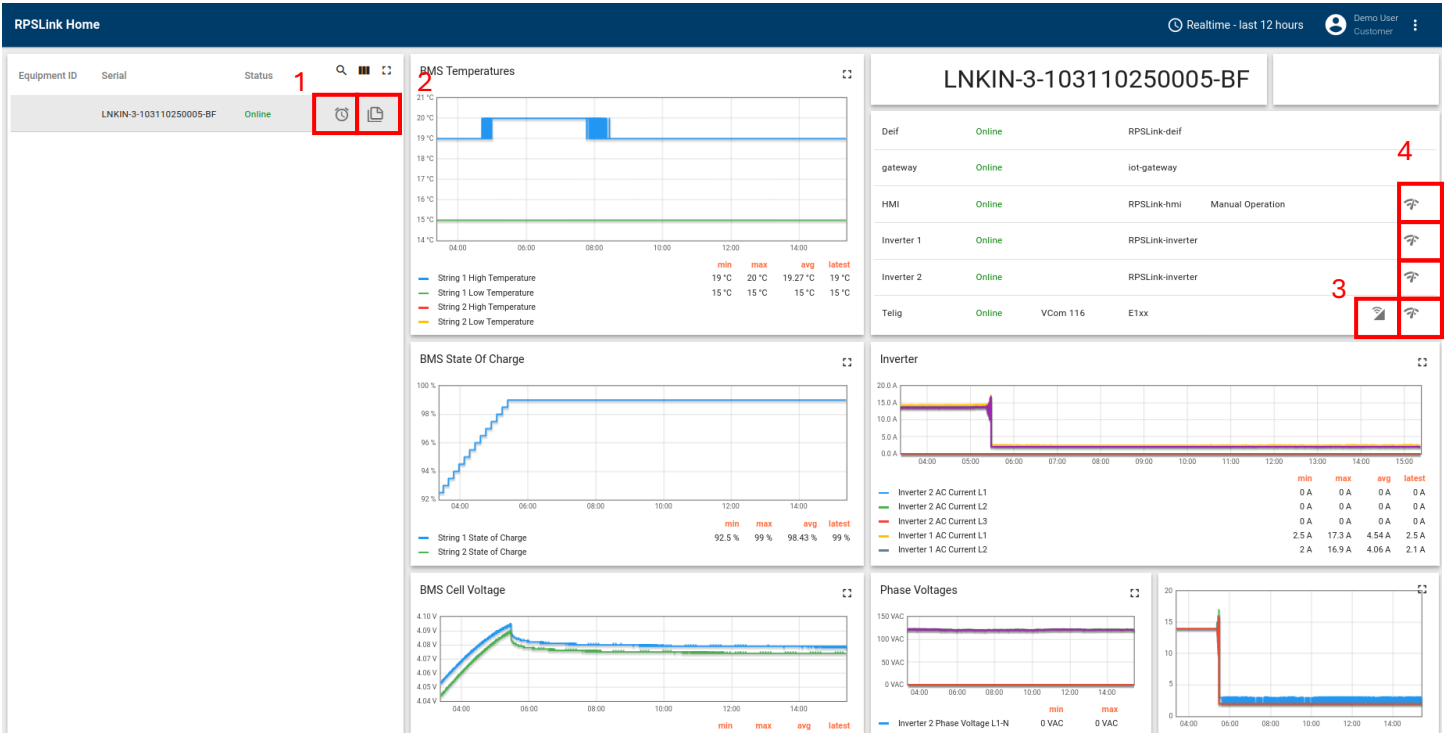 RPSLink Home
Realtime - last 12 hours
Demo User
Customer
Equipment ID Serial Status
1
LNKIN-3-103110250005-BF Online
2
BMS Temperatures
21 °C
20 °C
19 °C
18 °C
17 °C
16 °C
15 °C
14 °C
04:00 06:00 08:00 10:00 12:00 14:00
min max avg latest
String 1 High Temperature 19 °C 20 °C 19.27 °C 19 °C
String 1 Low Temperature 15 °C 15 °C 15 °C 15 °C
String 2 High Temperature
String 2 Low Temperature
LNKIN-3-103110250005-BF
Deif Online RPSLink-deif
4
gateway Online iot-gateway
HMI Online RPSLink-hmi Manual Operation
Inverter 1 Online RPSLink-inverter
Inverter 2 Online RPSLink-inverter
3
Telig Online VCom 116 E1xx
BMS State Of Charge
100 %
98 %
96 %
94 %
92 %
04:00 06:00 08:00 10:00 12:00 14:00
min max avg latest
String 1 State of Charge 92.5 % 99 % 98.43 % 99 %
String 2 State of Charge
Inverter
20.0 A
15.0 A
10.0 A
5.0 A
0.0 A
04:00 05:00 06:00 07:00 08:00 09:00 10:00 11:00 12:00 13:00 14:00 15:00
min max avg latest
Inverter 2 AC Current L1 0 A 0 A 0 A 0 A
Inverter 2 AC Current L2 0 A 0 A 0 A 0 A
Inverter 2 AC Current L3 0 A 0 A 0 A 0 A
Inverter 1 AC Current L1 2.5 A 17.3 A 4.54 A 2.5 A
Inverter 1 AC Current L2 2 A 16.9 A 4.06 A 2.1 A
BMS Cell Voltage
4.10 V
4.09 V
4.08 V
4.07 V
4.06 V
4.05 V
4.04 V
04:00 06:00 08:00 10:00 12:00 14:00
min max avg latest
Phase Voltages
150 VAC
100 VAC
50 VAC
0 VAC
04:00 06:00 08:00 10:00 12:00 14:00
min max
Inverter 2 Phase Voltage L1-N 0 VAC 0 VAC
20
15
10
5
0
04:00 06:00 08:00 10:00 12:00 14:00